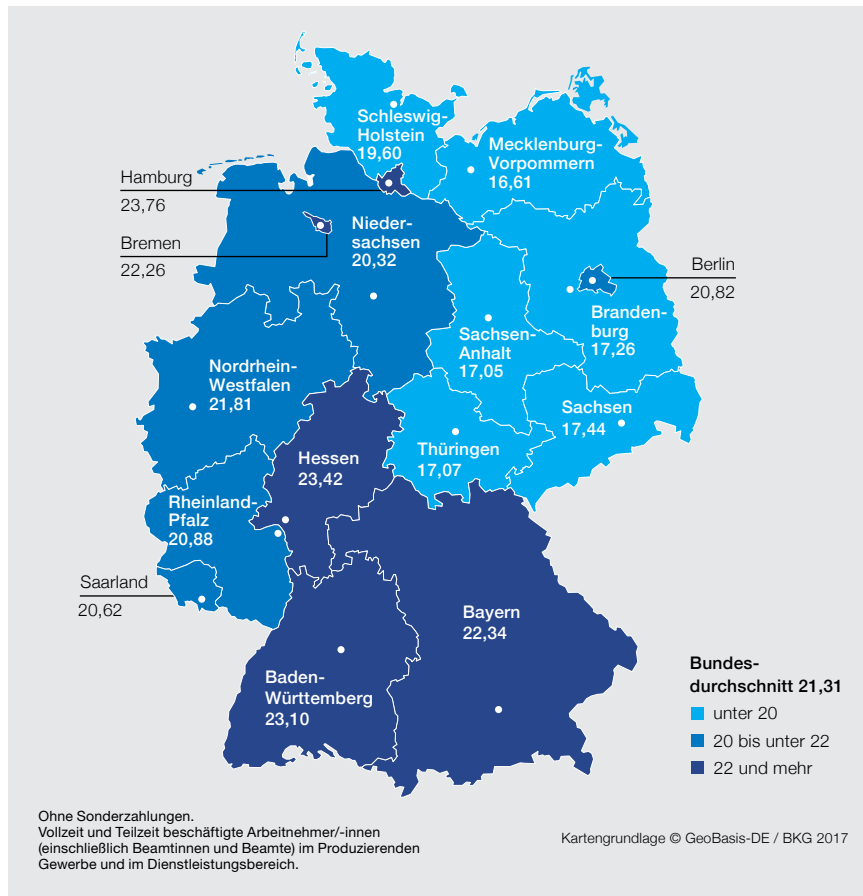 Schleswig-
Holstein
19,60
Mecklenburg-
Vorpommern
16,61
Hamburg
23,76
Bremen
22,26
Nieder-
sachsen
20,32
Berlin
20,82
Branden-
burg
17,26
Sachsen-
Anhalt
17,05
Nordrhein-
Westfalen
21,81
Sachsen
17,44
Thüringen
17,07
Hessen
23,42
Rheinland-
Pfalz
20,88
Saarland
20,62
Bayern
22,34
Baden-
Württemberg
23,10
Bundes-
durchschnitt 21,31
unter 20
20 bis unter 22
22 und mehr
Ohne Sonderzahlungen.
Vollzeit und Teilzeit beschäftigte Arbeitnehmer/-innen
(einschließlich Beamtinnen und Beamte) im Produzierenden
Gewerbe und im Dienstleistungsbereich.
Kartengrundlage © GeoBasis-DE / BKG 2017